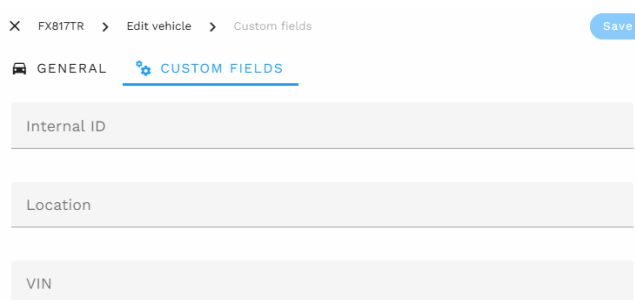 FX817TR Edit vehicle Custom fields Save
GENERAL CUSTOM FIELDS
Internal ID
Location
VIN